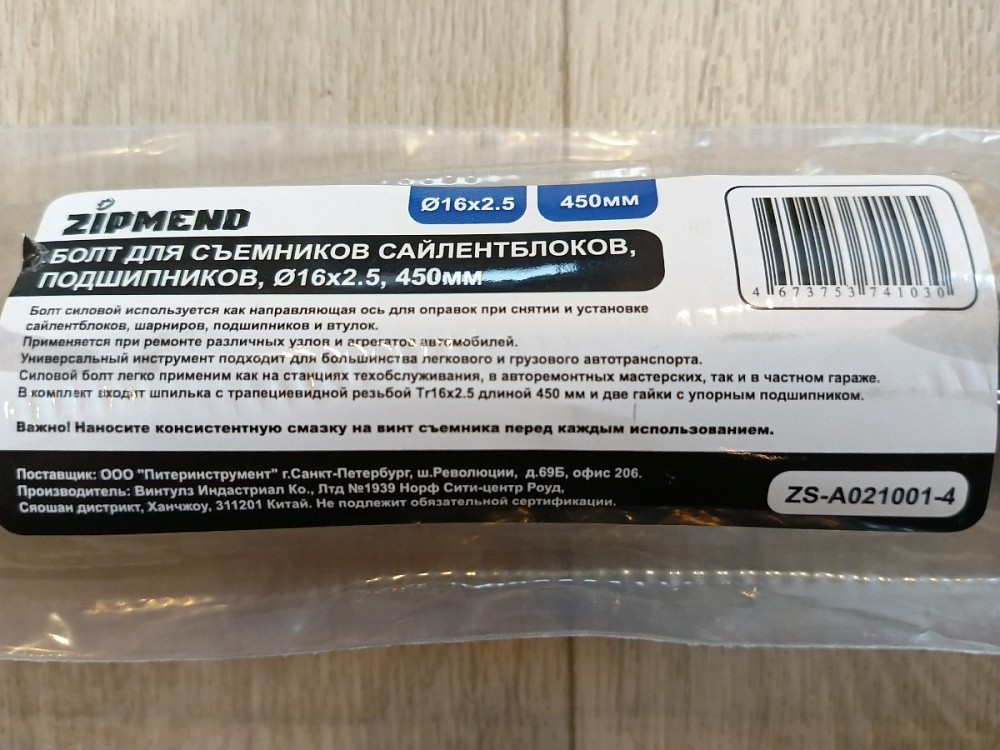 ZIPMEND
Ø16x2.5
450мм
БОЛТ ДЛЯ СЪЕМНИКОВ САЙЛЕНТБЛОКОВ,
ПОДШИПНИКОВ, Ø16x2.5, 450мм
4 673753 741030
Болт силовой используется как направляющая ось для оправок при снятии и установке
сайлентблоков, шарниров, подшипников и втулок.
Применяется при ремонте различных узлов и агрегатов автомобилей.
Универсальный инструмент подходит для большинства легкового и грузового автотранспорта.
Силовой болт легко применим как на станциях техобслуживания, в авторемонтных мастерских, так и в частном гараже.
В комплект входит шпилька с трапециевидной резьбой Tr16x2.5 длиной 450 мм и две гайки с упорным подшипником.
Важно! Наносите консистентную смазку на винт съемника перед каждым использованием.
Поставщик: ООО "Питеринструмент" г.Санкт-Петербург, ш.Революции, д.69Б, офис 206.
Производитель: Винтулз Индастриал Ко., Лтд №1939 Норф Сити-центр Роуд,
Сяошан дистрикт, Ханчжоу, 311201 Китай. Не подлежит обязательной сертификации.
ZS-A021001-4